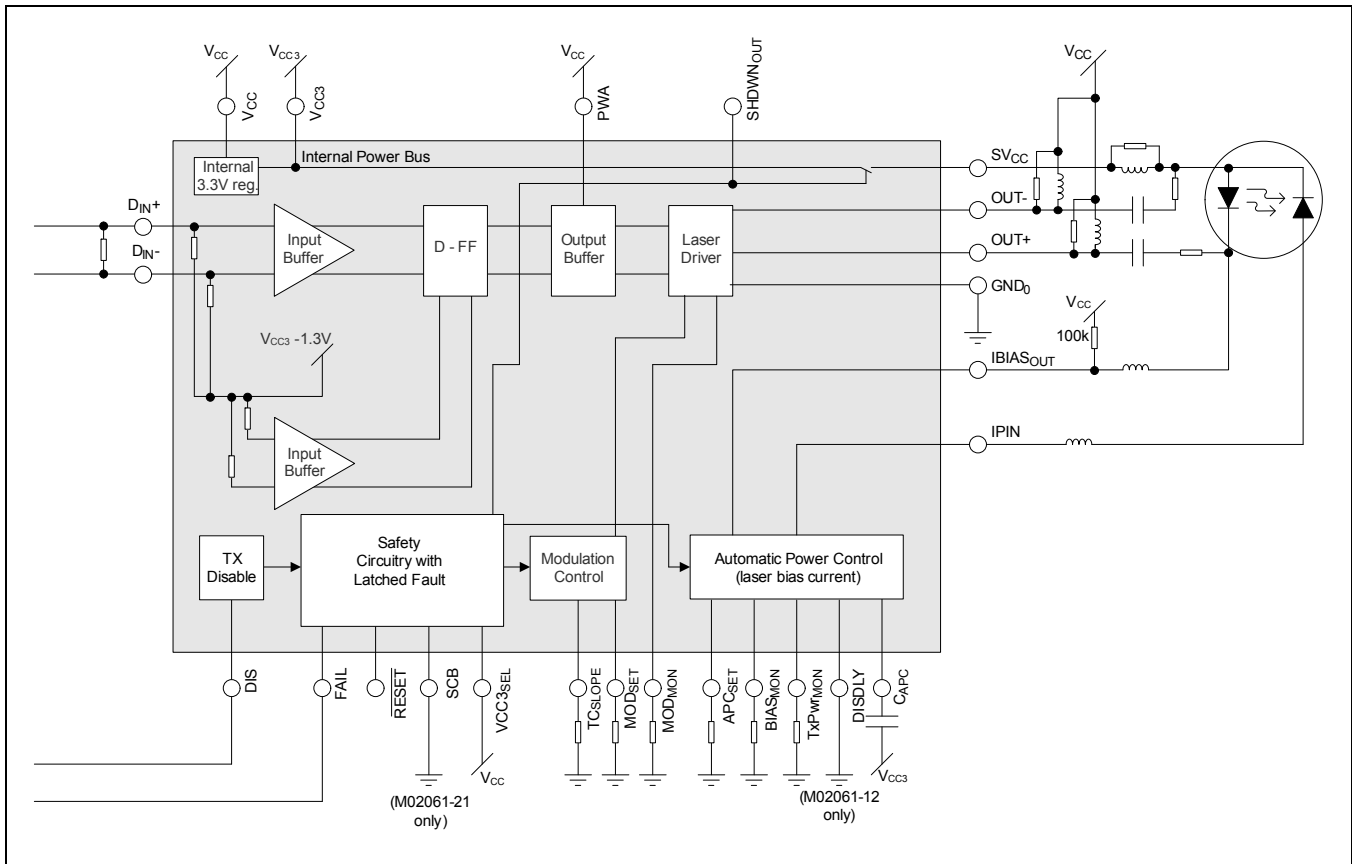 VCC
VCC3
VCC
VCC
VCC
VCC3
PWA
SHDWNOUT
Internal
3.3V reg.
Internal Power Bus
SVCC
OUT-
OUT+
GND0
DIN+
DIN-
Input
Buffer
D - FF
Output
Buffer
Laser
Driver
VCC3 -1.3V
VCC
100k
IBIASOUT
IPIN
Input
Buffer
TX
Disable
Safety
Circuitry with
Latched Fault
Modulation
Control
Automatic Power Control
(laser bias current)
DIS
FAIL
RESET
SCB
VCC3SEL
TCSLOPE
MODSET
MODMON
APCSET
BIASMON
TxPwrMON
DISDLY
CAPC
VCC
VCC3
(M02061-21
only)
(M02061-12
only)